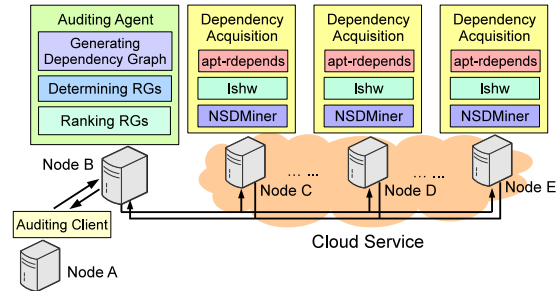 Auditing Agent
Generating
Dependency Graph
Determining RGs
Ranking RGs
Dependency
Acquisition
apt-rdepends
lshw
NSDMiner
Dependency
Acquisition
apt-rdepends
lshw
NSDMiner
Dependency
Acquisition
apt-rdepends
lshw
NSDMiner
Node B
... ...
... ...
Node C
Node D
Node E
Auditing Client
Cloud Service
Node A